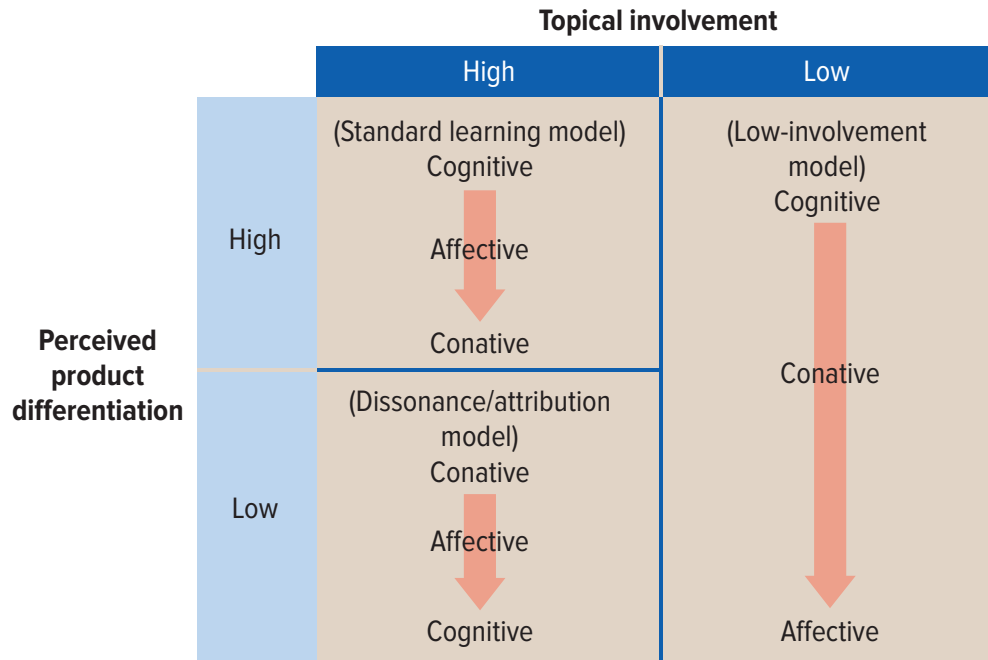 Topical involvement
High
Low
Perceived
product
differentiation
High
(Standard learning model)
Cognitive
Affective
Conative
(Low-involvement
model)
Cognitive
Conative
Affective
Low
(Dissonance/attribution
model)
Conative
Affective
Cognitive